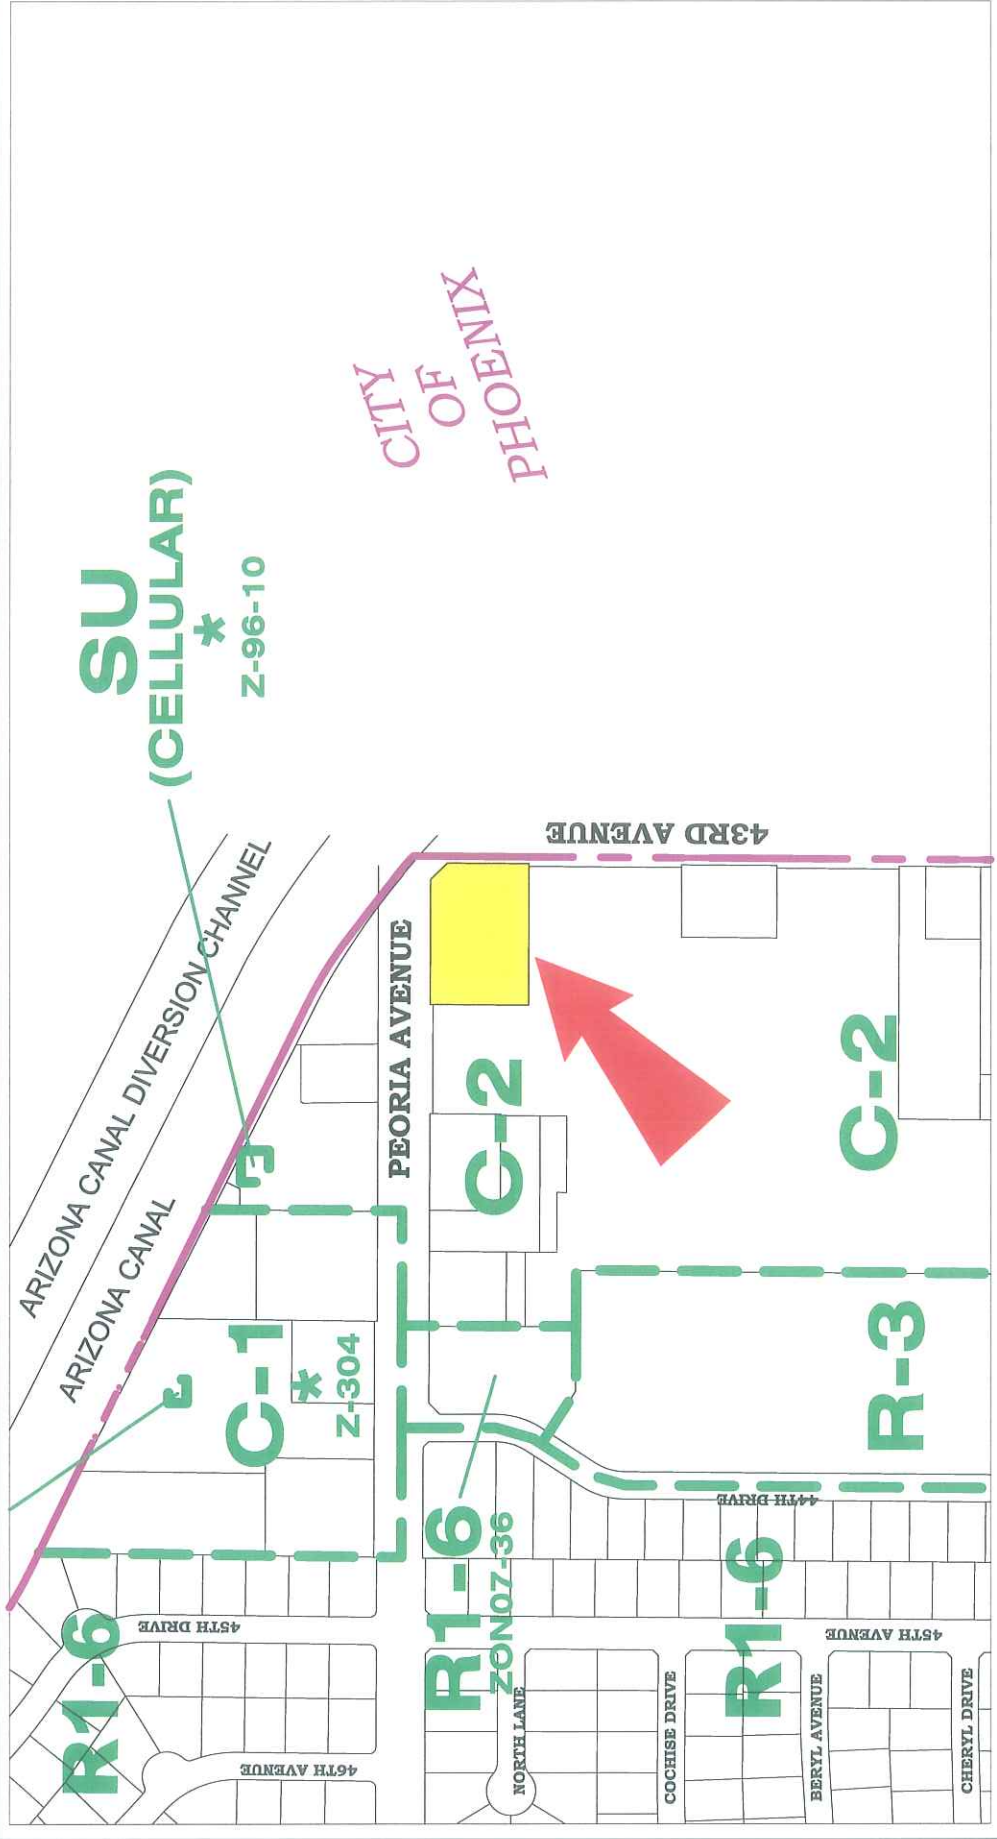 SU
(CELLULAR)
*
Z-96-10
CITY
OF
PHOENIX
ARIZONA CANAL DIVERSION CHANNEL
ARIZONA CANAL
43RD AVENUE
PEORIA AVENUE
C-2
C-2
C-1
*
Z-304
R-3
44TH DRIVE
R1-6
ZON07-36
R1-6
R1-6
45TH DRIVE
45TH AVENUE
46TH AVENUE
NORTH LANE
COCHISE DRIVE
BERYL AVENUE
CHERYL DRIVE